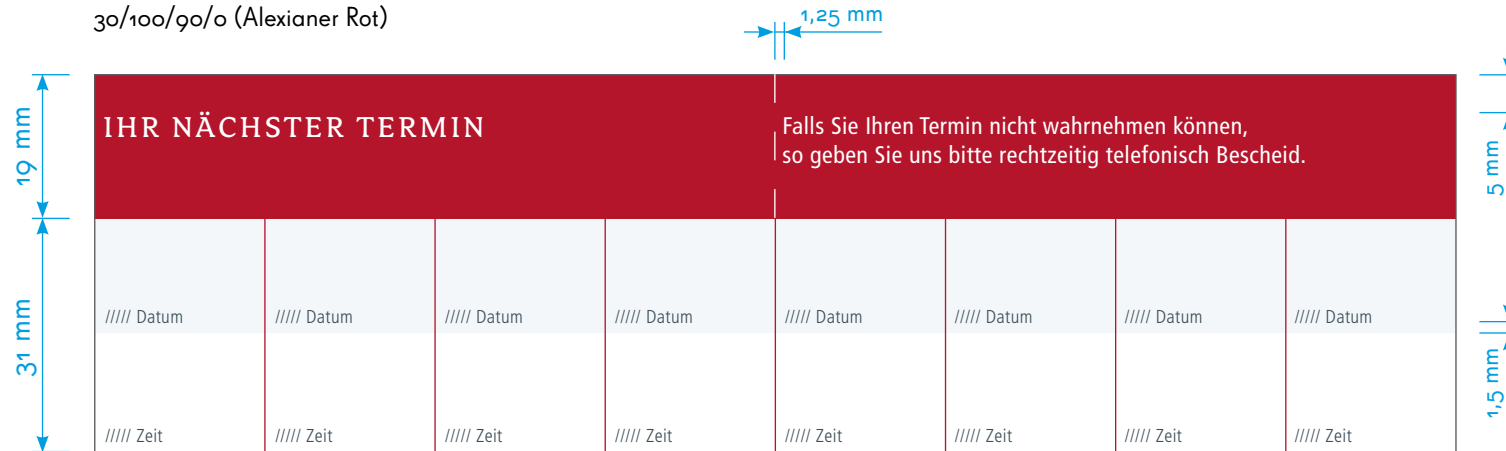 30/100/90/0 (Alexianer Rot)
1,25 mm
19 mm
IHR NÄCHSTER TERMIN
Falls Sie Ihren Termin nicht wahrnehmen können,
so geben Sie uns bitte rechtzeitig telefonisch Bescheid.
5 mm
31 mm
///// Datum ///// Datum ///// Datum ///// Datum ///// Datum ///// Datum ///// Datum ///// Datum
1,5 mm
///// Zeit ///// Zeit ///// Zeit ///// Zeit ///// Zeit ///// Zeit ///// Zeit ///// Zeit